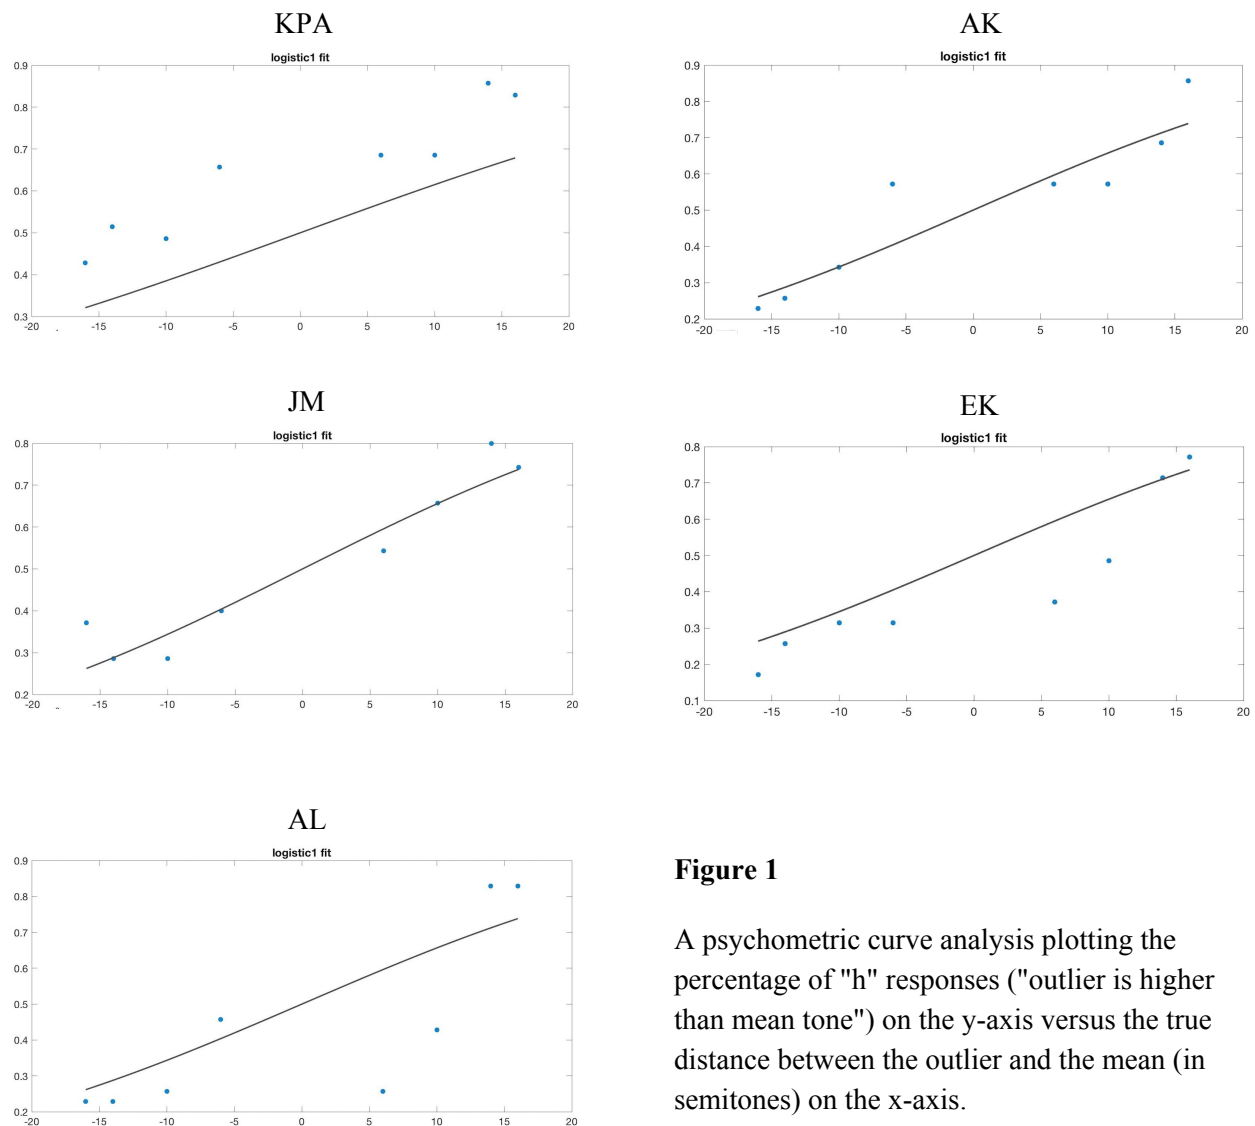 KPA
logistic1 fit
0.9
0.8
0.7
0.6
0.5
0.4
0.3
-20 -15 -10 -5 0 5 10 15 20
AK
logistic1 fit
0.9
0.8
0.7
0.6
0.5
0.4
0.3
0.2
-20 -15 -10 -5 0 5 10 15 20
JM
logistic1 fit
0.8
0.7
0.6
0.5
0.4
0.3
0.2
-20 -15 -10 -5 0 5 10 15 20
EK
logistic1 fit
0.8
0.7
0.6
0.5
0.4
0.3
0.2
0.1
-20 -15 -10 -5 0 5 10 15 20
AL
logistic1 fit
0.9
0.8
0.7
0.6
0.5
0.4
0.3
0.2
-20 -15 -10 -5 0 5 10 15 20
Figure 1
A psychometric curve analysis plotting the
percentage of "h" responses ("outlier is higher
than mean tone") on the y-axis versus the true
distance between the outlier and the mean (in
semitones) on the x-axis.